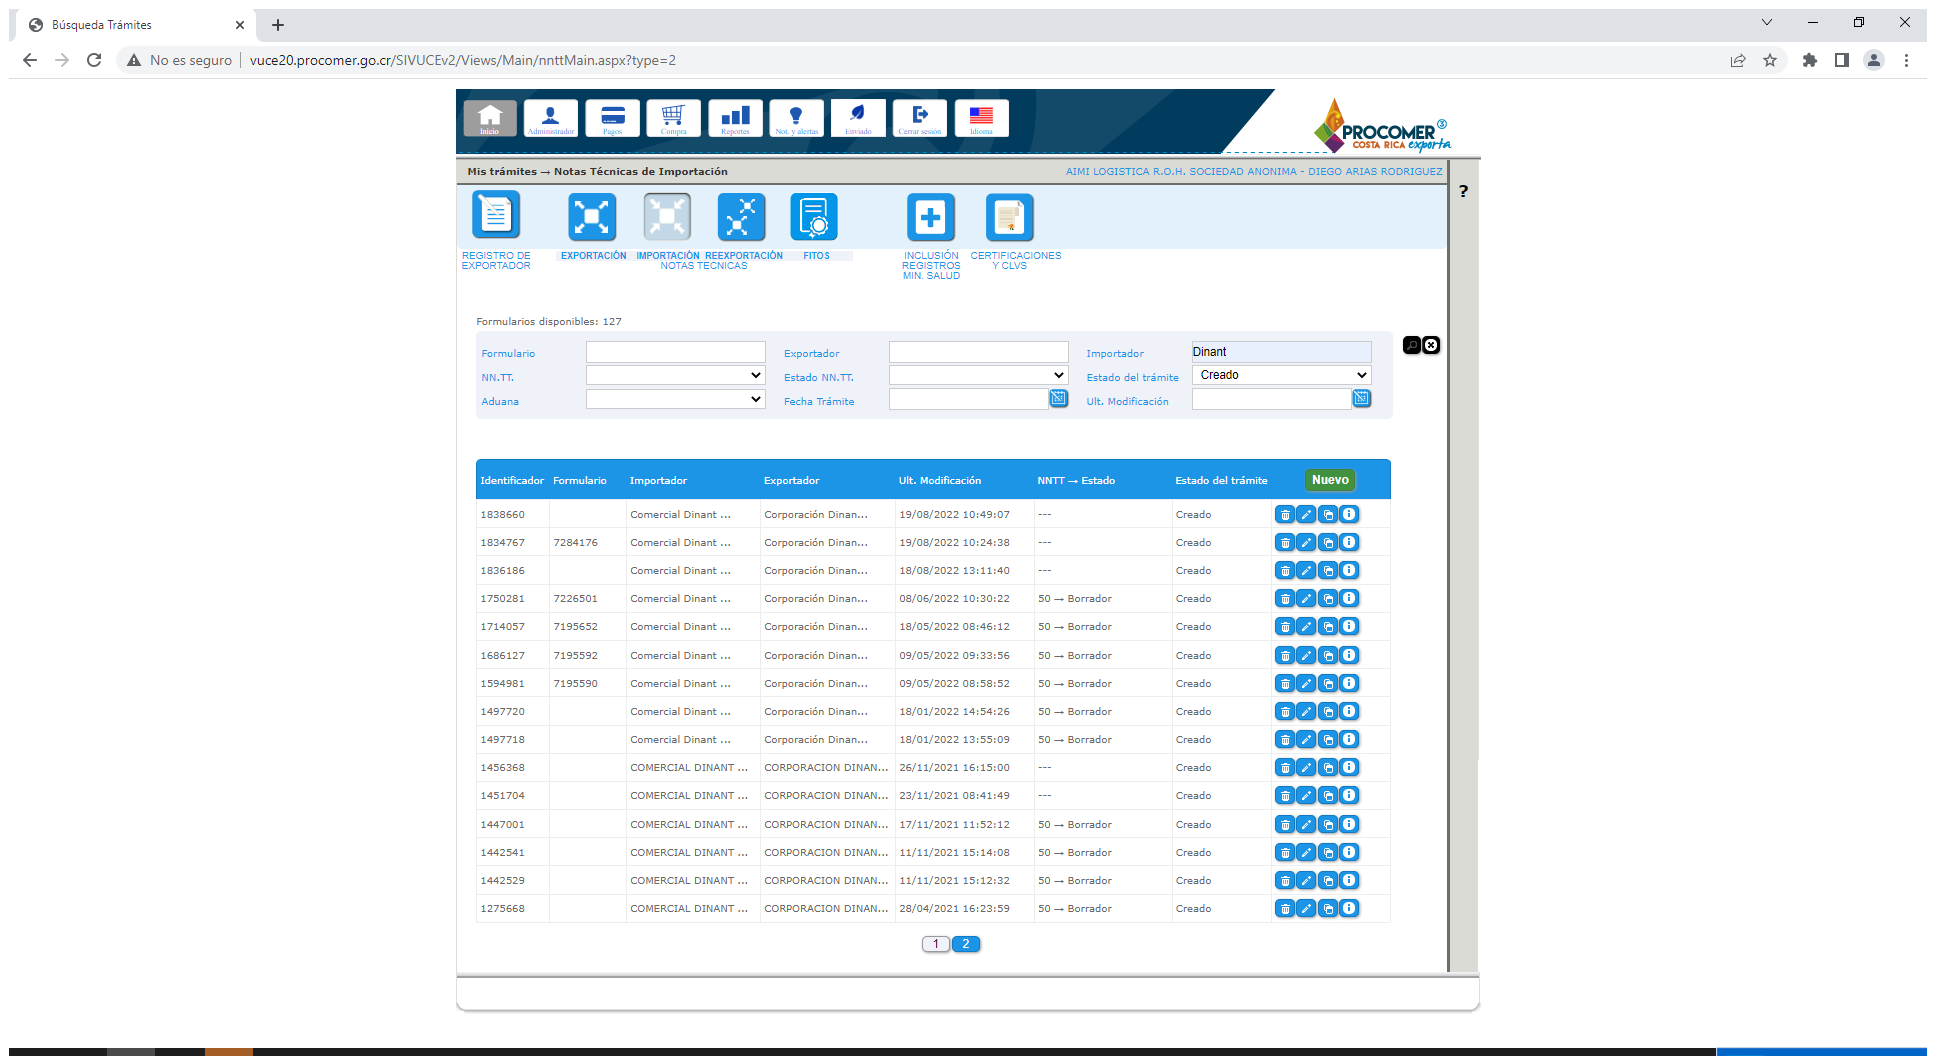 Búsqueda Trámites
No es seguro | vuce20.procomer.go.cr/SIVUCEv2/Views/Main/nnttMain.aspx?type=2
Inicio Administrador Pagos Compra Reportes Not. y alertas Enviado Cerrar sesión Idioma
PROCOMER
COSTA RICA exporta
Mis trámites → Notas Técnicas de Importación AIMI LOGISTICA R.O.H. SOCIEDAD ANONIMA - DIEGO ARIAS RODRIGUEZ
?
REGISTRO DE EXPORTADOR
EXPORTACIÓN IMPORTACIÓN REEXPORTACIÓN FITOS
NOTAS TECNICAS
INCLUSIÓN REGISTROS MIN. SALUD
CERTIFICACIONES Y CLVS
Formularios disponibles: 127
Formulario Exportador Importador Dinant
NN.TT. Estado NN.TT. Estado del trámite Creado
Aduana Fecha Trámite Ult. Modificación
Identificador Formulario Importador Exportador Ult. Modificación NNTT → Estado Estado del trámite Nuevo
1838660 Comercial Dinant ... Corporación Dinan... 19/08/2022 10:49:07 --- Creado
1834767 7284176 Comercial Dinant ... Corporación Dinan... 19/08/2022 10:24:38 --- Creado
1836186 Comercial Dinant ... Corporación Dinan... 18/08/2022 13:11:40 --- Creado
1750281 7226501 Comercial Dinant ... Corporación Dinan... 08/06/2022 10:30:22 50 → Borrador Creado
1714057 7195652 Comercial Dinant ... Corporación Dinan... 18/05/2022 08:46:12 50 → Borrador Creado
1686127 7195592 Comercial Dinant ... Corporación Dinan... 09/05/2022 09:33:56 50 → Borrador Creado
1594981 7195590 Comercial Dinant ... Corporación Dinan... 09/05/2022 08:58:52 50 → Borrador Creado
1497720 Comercial Dinant ... Corporación Dinan... 18/01/2022 14:54:26 50 → Borrador Creado
1497718 Comercial Dinant ... Corporación Dinan... 18/01/2022 13:55:09 50 → Borrador Creado
1456368 COMERCIAL DINANT ... CORPORACION DINAN... 26/11/2021 16:15:00 --- Creado
1451704 COMERCIAL DINANT ... CORPORACION DINAN... 23/11/2021 08:41:49 --- Creado
1447001 COMERCIAL DINANT ... CORPORACION DINAN... 17/11/2021 11:52:12 50 → Borrador Creado
1442541 COMERCIAL DINANT ... CORPORACION DINAN... 11/11/2021 15:14:08 50 → Borrador Creado
1442529 COMERCIAL DINANT ... CORPORACION DINAN... 11/11/2021 15:12:32 50 → Borrador Creado
1275668 COMERCIAL DINANT ... CORPORACION DINAN... 28/04/2021 16:23:59 50 → Borrador Creado
1 2